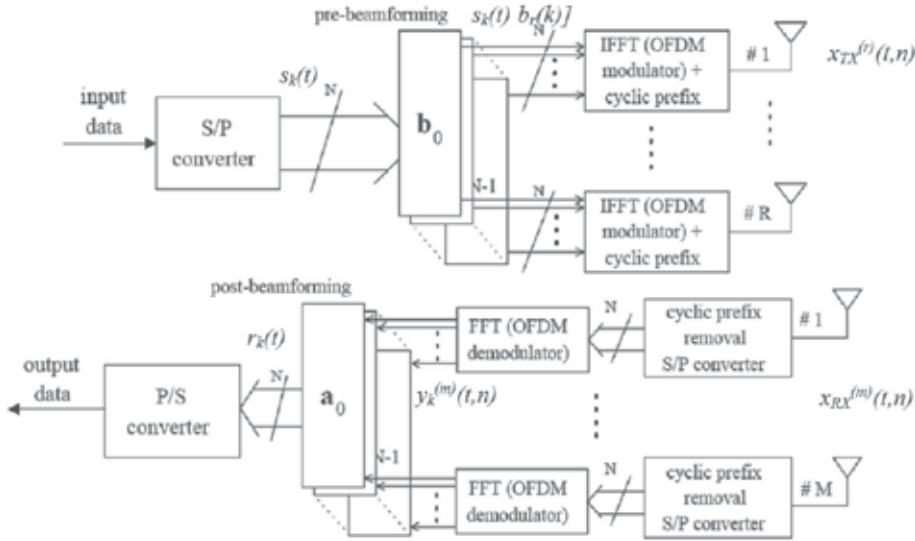 pre-beamforming
s_k(t) b_r(k)]
s_k(t)
N
N
input
data
S/P
converter
b_0
IFFT (OFDM
modulator) +
cyclic prefix
# 1
x_TX^(r)(t,n)
N-1
N
IFFT (OFDM
modulator) +
cyclic prefix
# R
post-beamforming
r_k(t)
output
data
P/S
converter
N
a_0
FFT (OFDM
demodulator)
N
cyclic prefix
removal
S/P converter
# 1
y_k^(m)(t,n)
x_RX^(m)(t,n)
N-1
FFT (OFDM
demodulator)
N
cyclic prefix
removal
S/P converter
# M